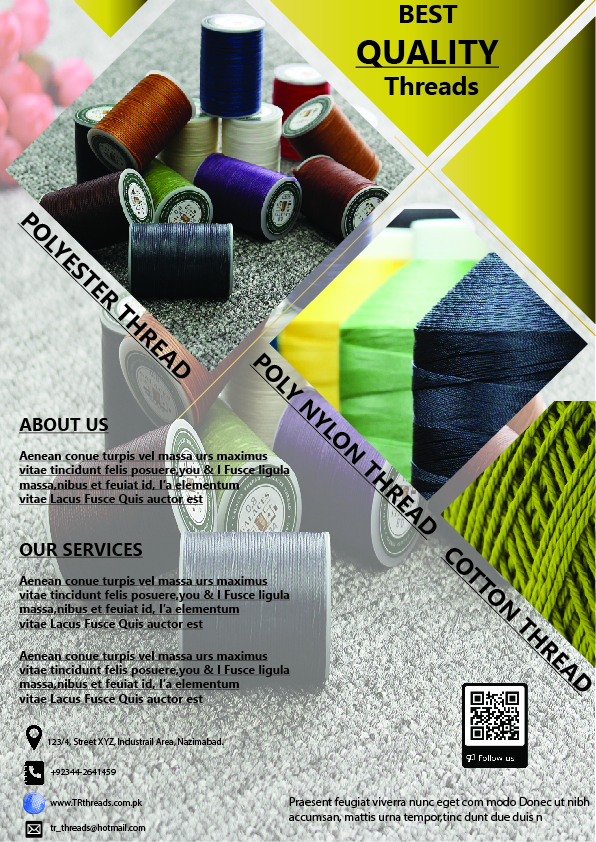 BEST
QUALITY
Threads
POLYESTER THREAD
POLY NYLON THREAD
COTTON THREAD
ABOUT US
Aenean conue turpis vel massa urs maximus
vitae tincidunt felis posuere,you & I Fusce ligula
massa,nibus et feuiat id, I'a elementum
vitae Lacus Fusce Quis auctor est
OUR SERVICES
Aenean conue turpis vel massa urs maximus
vitae tincidunt felis posuere,you & I Fusce ligula
massa,nibus et feuiat id, I'a elementum
vitae Lacus Fusce Quis auctor est
Aenean conue turpis vel massa urs maximus
vitae tincidunt felis posuere,you & I Fusce ligula
massa,nibus et feuiat id, I'a elementum
vitae Lacus Fusce Quis auctor est
123/4, Street XYZ, Industrail Area, Nazimabad.
+92344-2641459
www.TRthreads.com.pk
tr_threads@hotmail.com
Follow us
Praesent feugiat viverra nunc eget com modo Donec ut nibh
accumsan, mattis urna tempor,tinc dunt due duis n